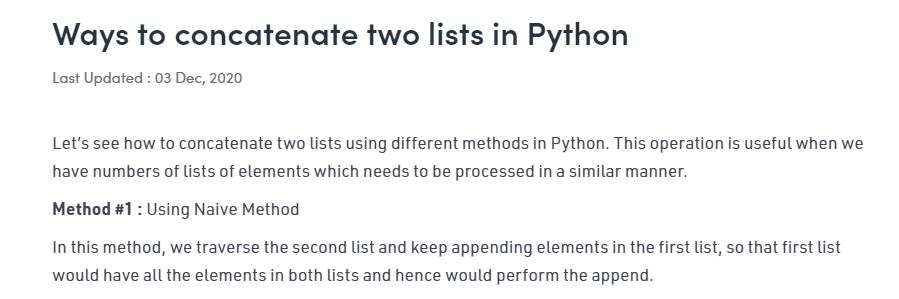 Ways to concatenate two lists in Python
Last Updated : 03 Dec, 2020
Let's see how to concatenate two lists using different methods in Python. This operation is useful when we
have numbers of lists of elements which needs to be processed in a similar manner.
Method #1 : Using Naive Method
In this method, we traverse the second list and keep appending elements in the first list, so that first list
would have all the elements in both lists and hence would perform the append.